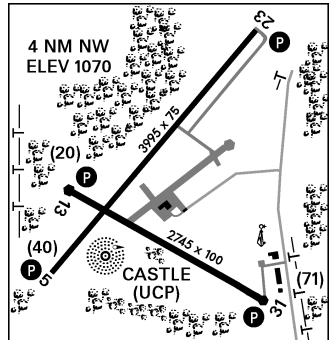 4 NM NW
ELEV 1070
23
P
3995 x 75
(20)
P
13
2745 x 100
(40)
P
5
CASTLE
(UCP)
(71)
31
P